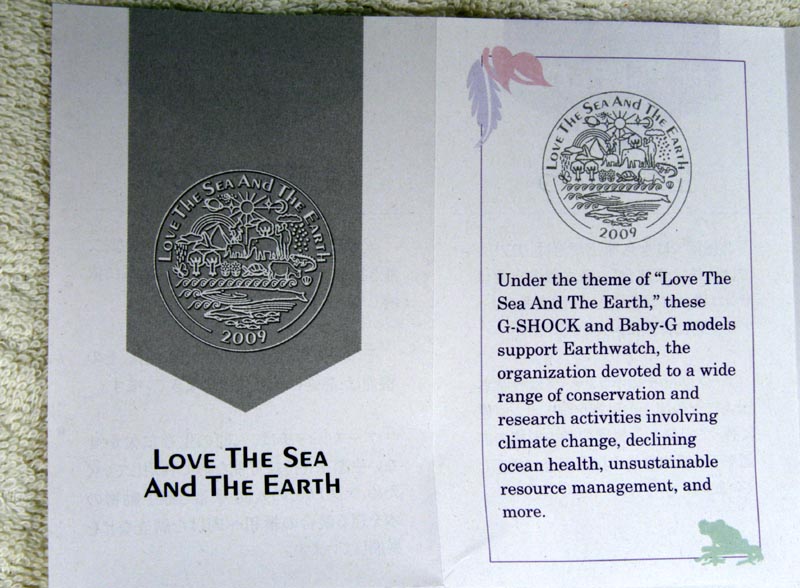 LOVE THE SEA AND THE EARTH
2009
LOVE THE SEA
AND THE EARTH
LOVE THE SEA AND THE EARTH
2009
Under the theme of “Love The
Sea And The Earth,” these
G-SHOCK and Baby-G models
support Earthwatch, the
organization devoted to a wide
range of conservation and
research activities involving
climate change, declining
ocean health, unsustainable
resource management, and
more.